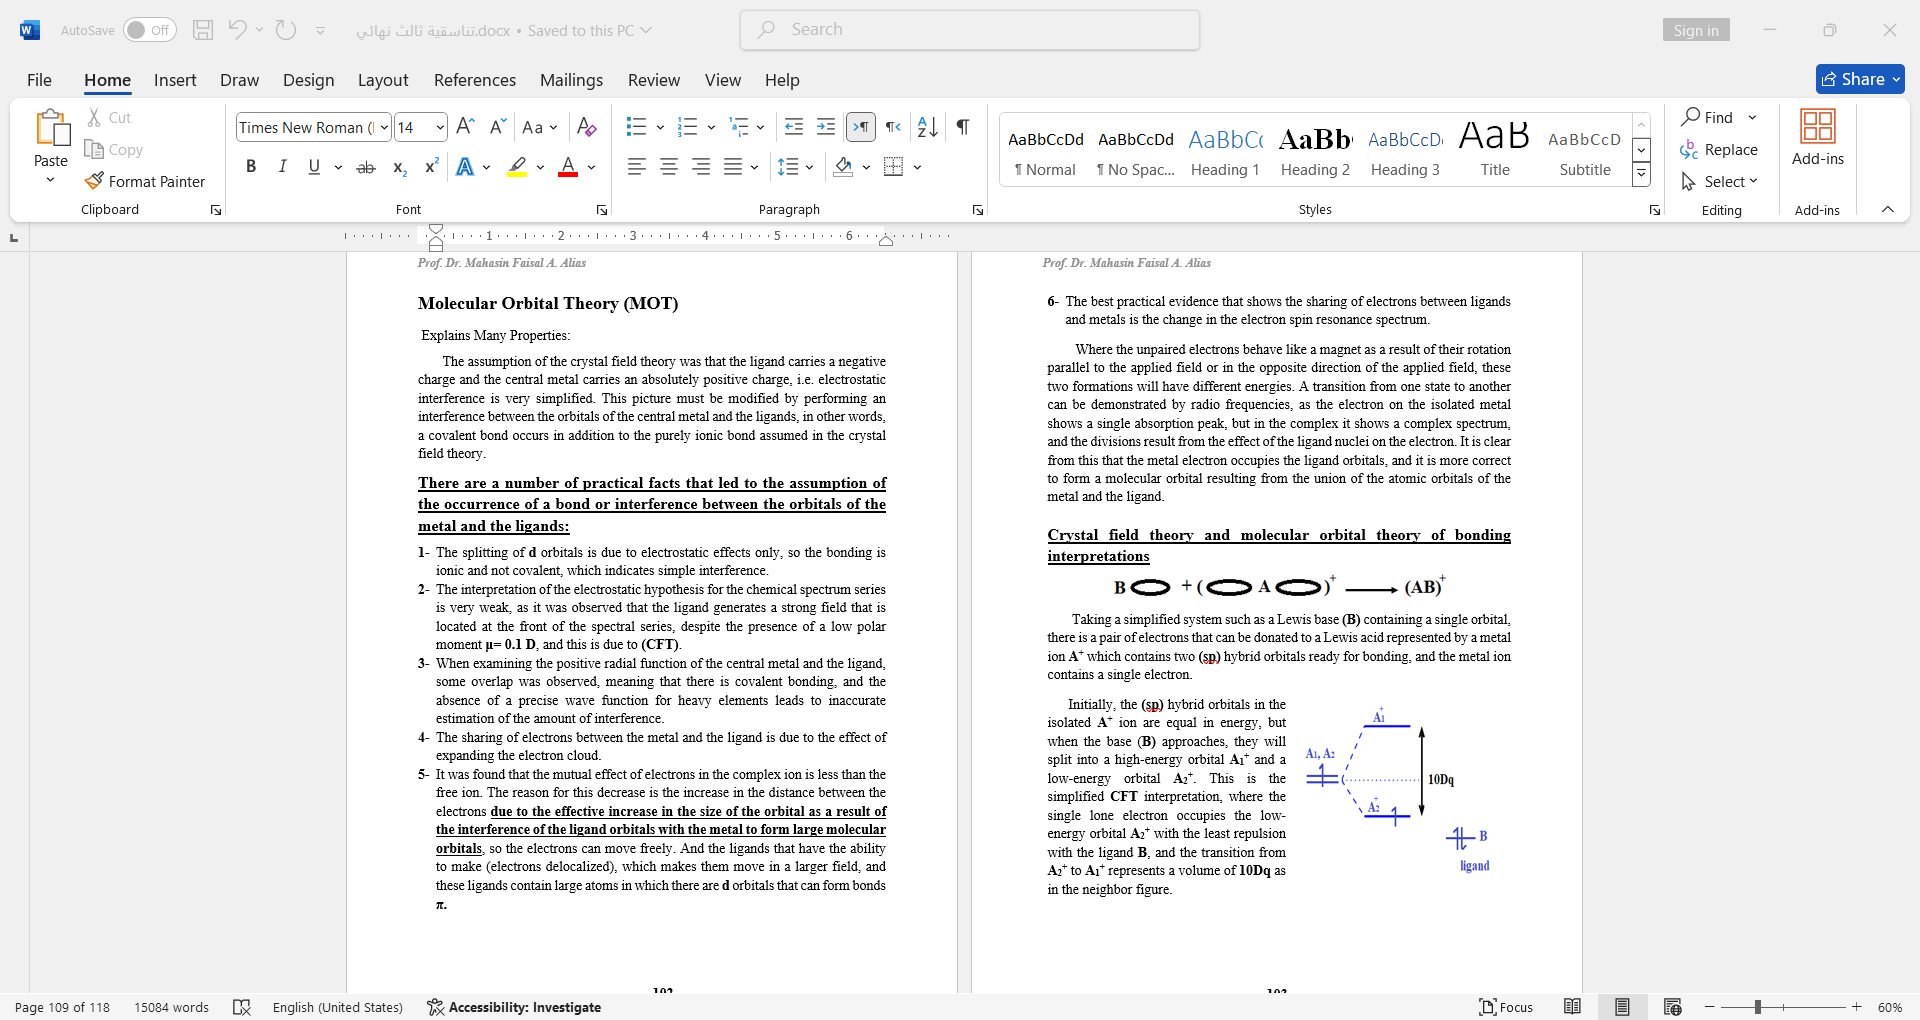 AutoSave Off تناسقية ثالث نهائي.docx • Saved to this PC
Search
Sign in
File Home Insert Draw Design Layout References Mailings Review View Help
Share
Paste
Cut
Copy
Format Painter
Clipboard
Times New Roman (
14
Font
Paragraph
AaBbCcDd AaBbCcDd AaBbCc AaBb AaBbCcD AaB AaBbCcD
¶ Normal ¶ No Spac... Heading 1 Heading 2 Heading 3 Title Subtitle
Styles
Find
Replace
Select
Editing
Add-ins
Add-ins
1 2 3 4 5 6
Prof. Dr. Mahasin Faisal A. Alias
Molecular Orbital Theory (MOT)
Explains Many Properties:
The assumption of the crystal field theory was that the ligand carries a negative
charge and the central metal carries an absolutely positive charge, i.e. electrostatic
interference is very simplified. This picture must be modified by performing an
interference between the orbitals of the central metal and the ligands, in other words,
a covalent bond occurs in addition to the purely ionic bond assumed in the crystal
field theory.
There are a number of practical facts that led to the assumption of
the occurrence of a bond or interference between the orbitals of the
metal and the ligands:
1- The splitting of d orbitals is due to electrostatic effects only, so the bonding is
ionic and not covalent, which indicates simple interference.
2- The interpretation of the electrostatic hypothesis for the chemical spectrum series
is very weak, as it was observed that the ligand generates a strong field that is
located at the front of the spectral series, despite the presence of a low polar
moment μ= 0.1 D, and this is due to (CFT).
3- When examining the positive radial function of the central metal and the ligand,
some overlap was observed, meaning that there is covalent bonding, and the
absence of a precise wave function for heavy elements leads to inaccurate
estimation of the amount of interference.
4- The sharing of electrons between the metal and the ligand is due to the effect of
expanding the electron cloud.
5- It was found that the mutual effect of electrons in the complex ion is less than the
free ion. The reason for this decrease is the increase in the distance between the
electrons due to the effective increase in the size of the orbital as a result of
the interference of the ligand orbitals with the metal to form large molecular
orbitals, so the electrons can move freely. And the ligands that have the ability
to make (electrons delocalized), which makes them move in a larger field, and
these ligands contain large atoms in which there are d orbitals that can form bonds
π.
102
Prof. Dr. Mahasin Faisal A. Alias
6- The best practical evidence that shows the sharing of electrons between ligands
and metals is the change in the electron spin resonance spectrum.
Where the unpaired electrons behave like a magnet as a result of their rotation
parallel to the applied field or in the opposite direction of the applied field, these
two formations will have different energies. A transition from one state to another
can be demonstrated by radio frequencies, as the electron on the isolated metal
shows a single absorption peak, but in the complex it shows a complex spectrum,
and the divisions result from the effect of the ligand nuclei on the electron. It is clear
from this that the metal electron occupies the ligand orbitals, and it is more correct
to form a molecular orbital resulting from the union of the atomic orbitals of the
metal and the ligand.
Crystal field theory and molecular orbital theory of bonding
interpretations
B + ( A )⁺ (AB)⁺
Taking a simplified system such as a Lewis base (B) containing a single orbital,
there is a pair of electrons that can be donated to a Lewis acid represented by a metal
ion A⁺ which contains two (sp) hybrid orbitals ready for bonding, and the metal ion
contains a single electron.
Initially, the (sp) hybrid orbitals in the
isolated A⁺ ion are equal in energy, but
when the base (B) approaches, they will
split into a high-energy orbital A₁⁺ and a
low-energy orbital A₂⁺. This is the
simplified CFT interpretation, where the
single lone electron occupies the low-
energy orbital A₂⁺ with the least repulsion
with the ligand B, and the transition from
A₂⁺ to A₁⁺ represents a volume of 10Dq as
in the neighbor figure.
A₁⁺
A₁, A₂
10Dq
A₂⁺
B
ligand
103
Page 109 of 118 15084 words English (United States) Accessibility: Investigate Focus 60%